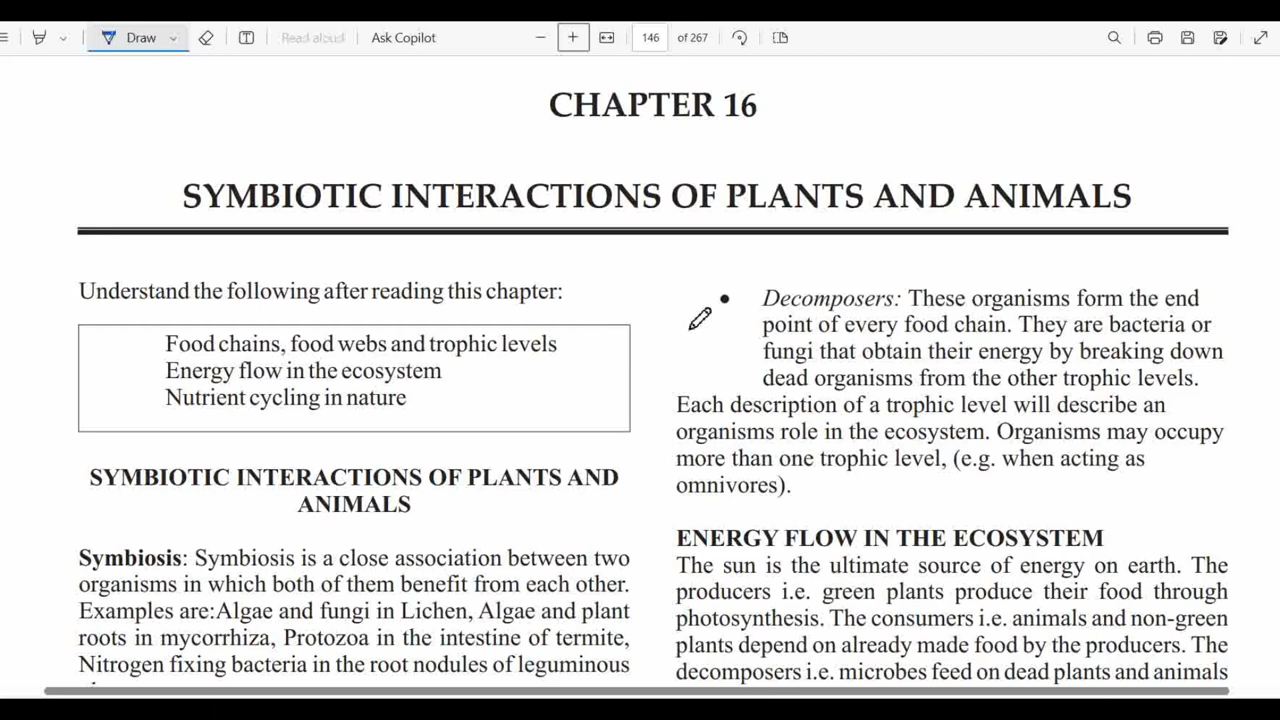 Draw
Read aloud
Ask Copilot
146
of 267
CHAPTER 16
SYMBIOTIC INTERACTIONS OF PLANTS AND ANIMALS
Understand the following after reading this chapter:
Food chains, food webs and trophic levels
Energy flow in the ecosystem
Nutrient cycling in nature
SYMBIOTIC INTERACTIONS OF PLANTS AND
ANIMALS
Symbiosis: Symbiosis is a close association between two
organisms in which both of them benefit from each other.
Examples are:Algae and fungi in Lichen, Algae and plant
roots in mycorrhiza, Protozoa in the intestine of termite,
Nitrogen fixing bacteria in the root nodules of leguminous
• Decomposers: These organisms form the end
point of every food chain. They are bacteria or
fungi that obtain their energy by breaking down
dead organisms from the other trophic levels.
Each description of a trophic level will describe an
organisms role in the ecosystem. Organisms may occupy
more than one trophic level, (e.g. when acting as
omnivores).
ENERGY FLOW IN THE ECOSYSTEM
The sun is the ultimate source of energy on earth. The
producers i.e. green plants produce their food through
photosynthesis. The consumers i.e. animals and non-green
plants depend on already made food by the producers. The
decomposers i.e. microbes feed on dead plants and animals